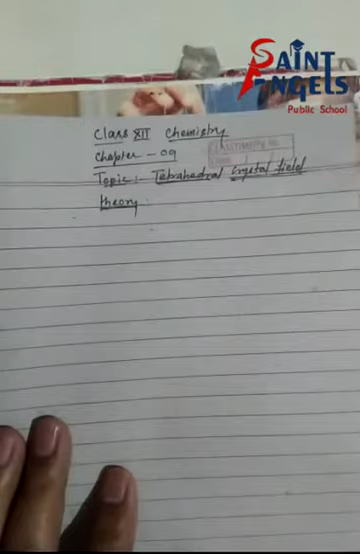 SAINT
ANGELS
Public School
Class XII Chemistry
Chapter - 09
Topic :- Tetrahedral Crystal field
theory :